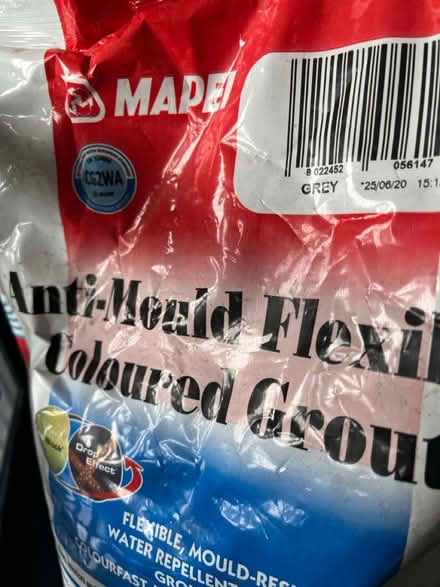 MAPEI
CG2WA
8 022452 056147
GREY *25/06/20 15:1
Anti-Mould Flexi
Coloured Grout
Drop
Effect
FLEXIBLE, MOULD-RES
WATER REPELLENT
COLOURFAST, GRO